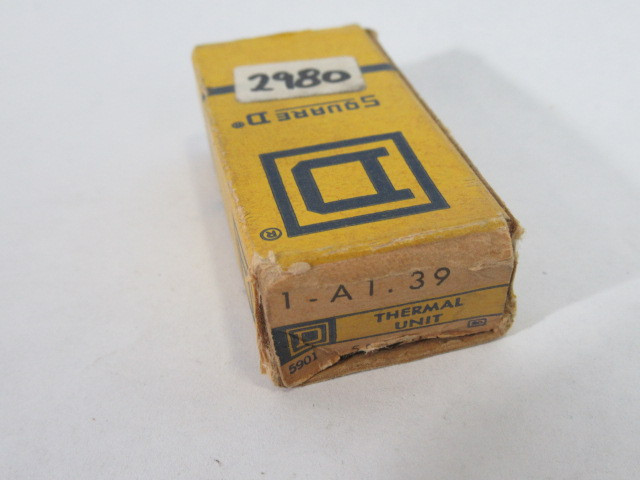 2980
SQUARE D®
D
®
1-A1.39
THERMAL
UNIT
D
5901